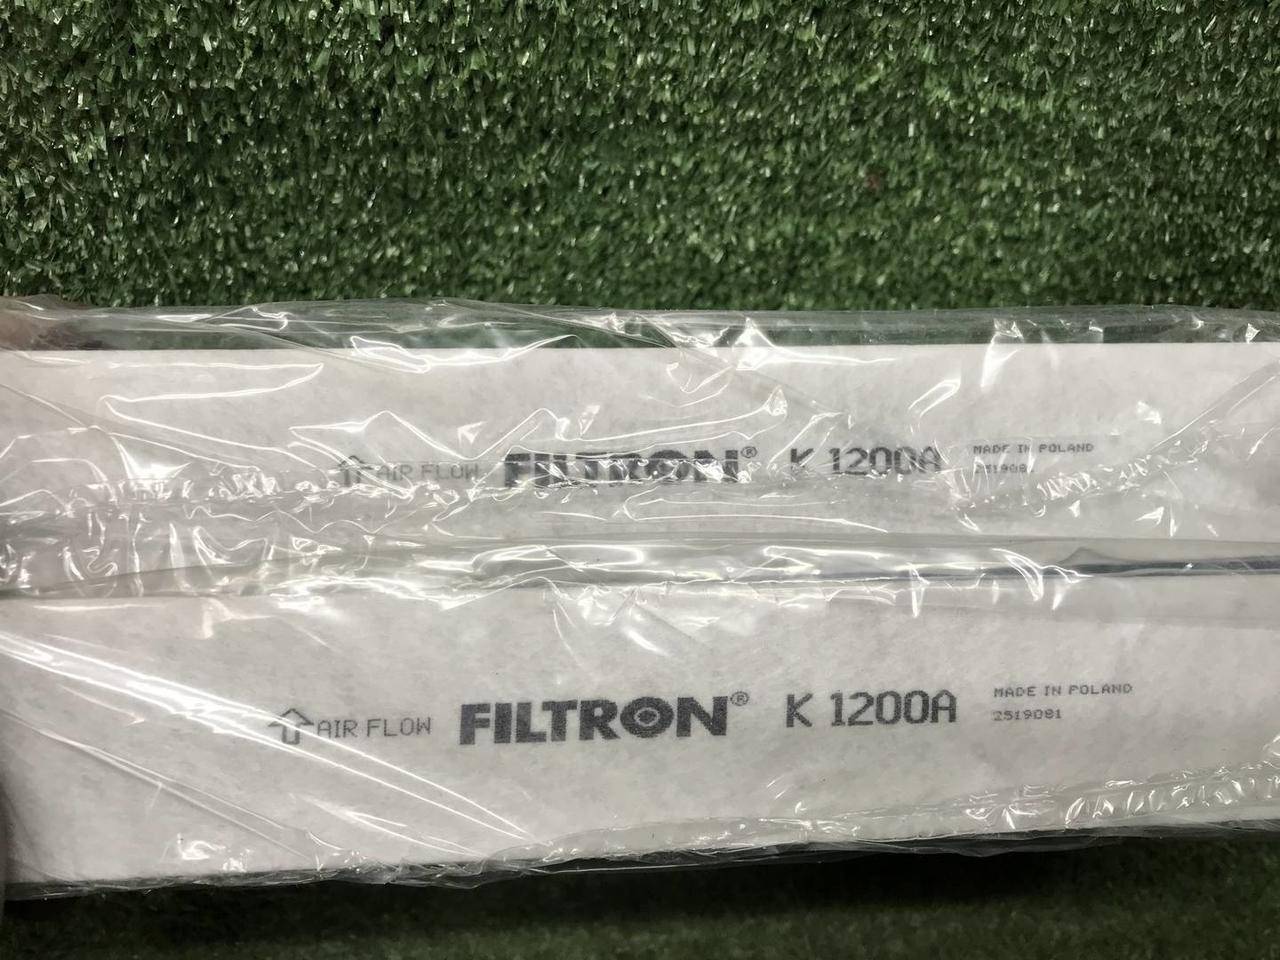 AIR FLOW FILTRON® K 1200A MADE IN POLAND
AIR FLOW FILTRON® K 1200A MADE IN POLAND
2519081